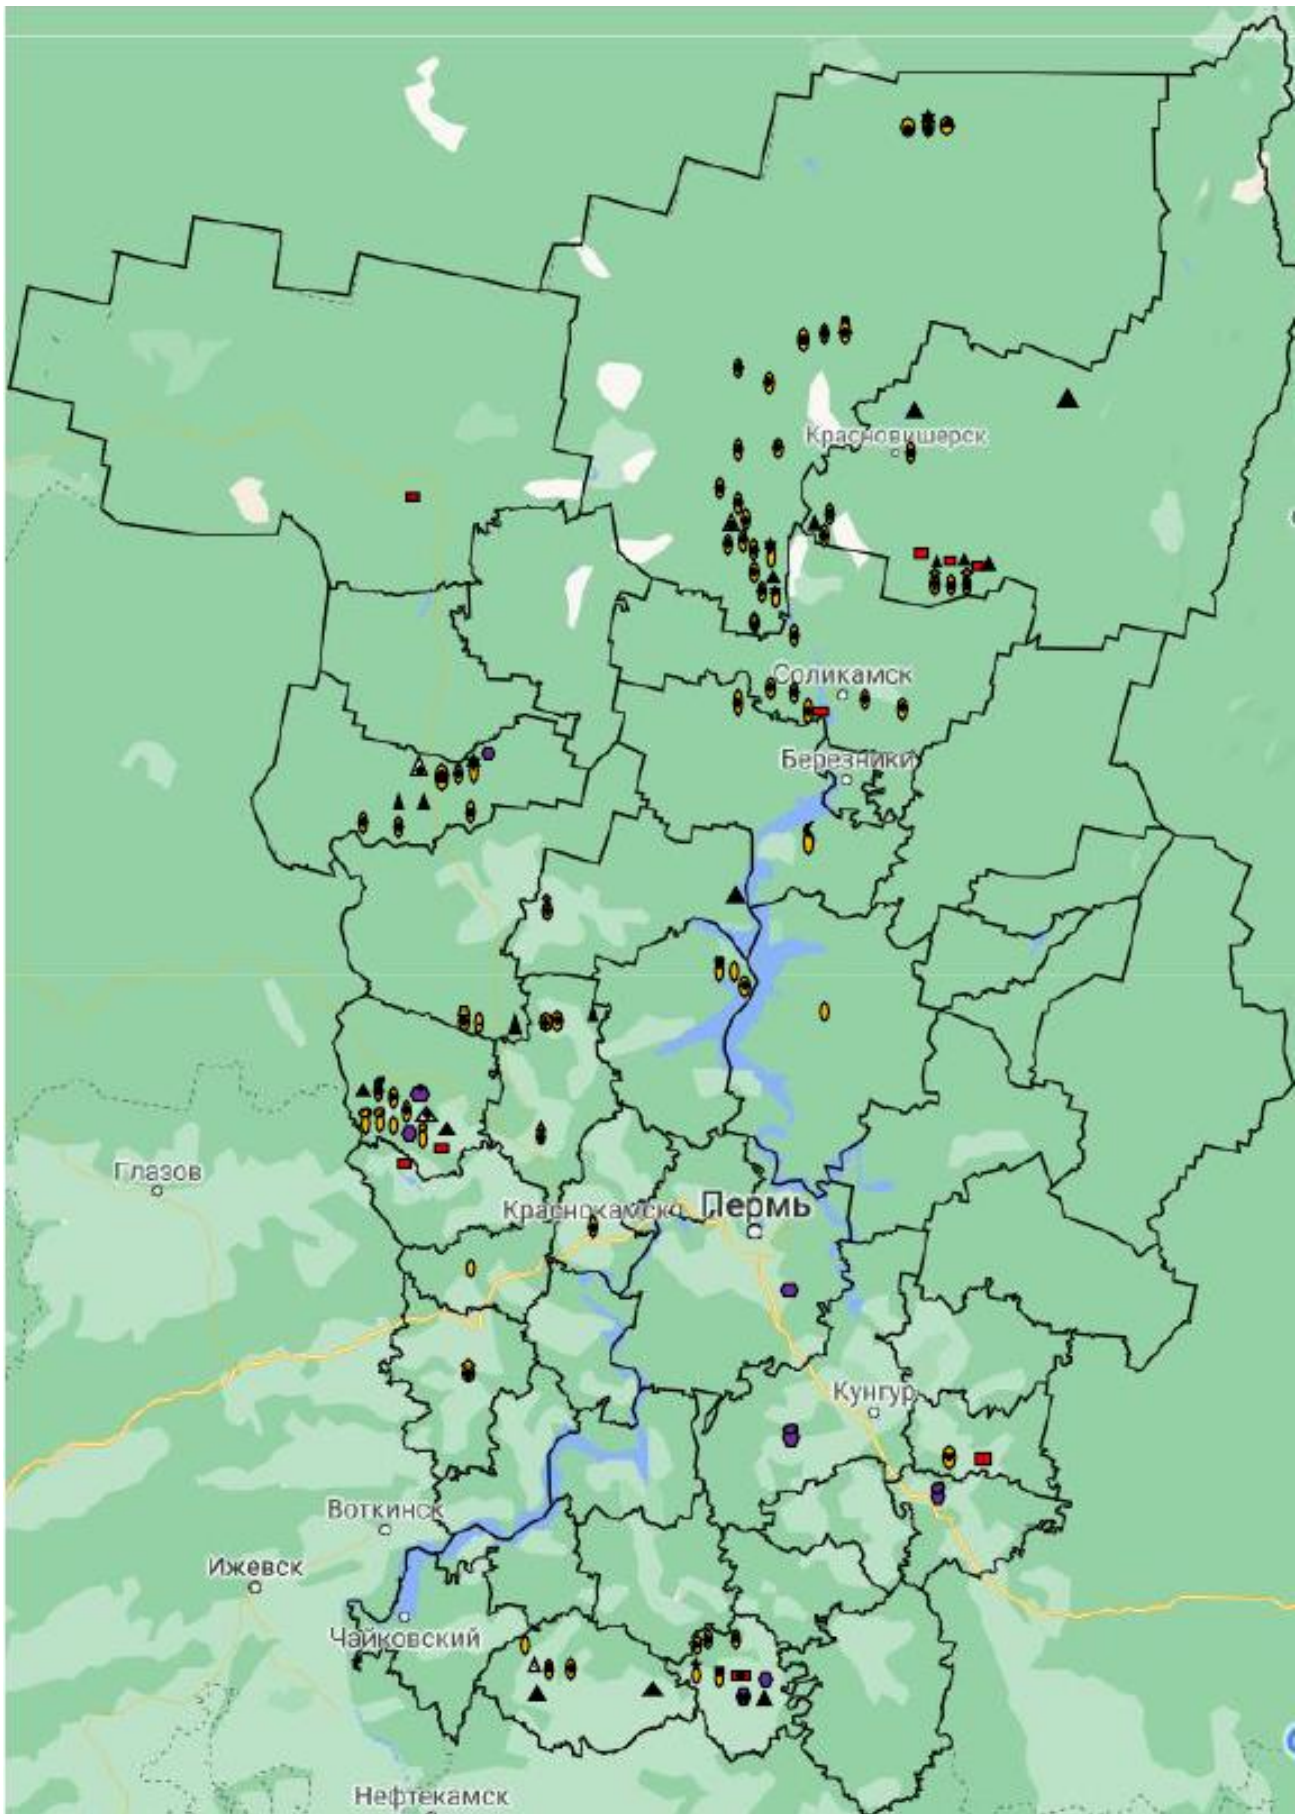 Красновишерск
Соликамск
Березники
Глазов
Краснокамск
Пермь
Кунгур
Воткинск
Ижевск
Чайковский
Нефтекамск